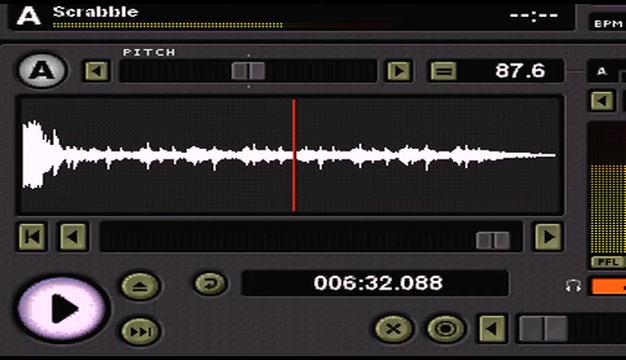 A Scrabble --:-- BPM
PITCH
A 87.6 A
006:32.088
PFL